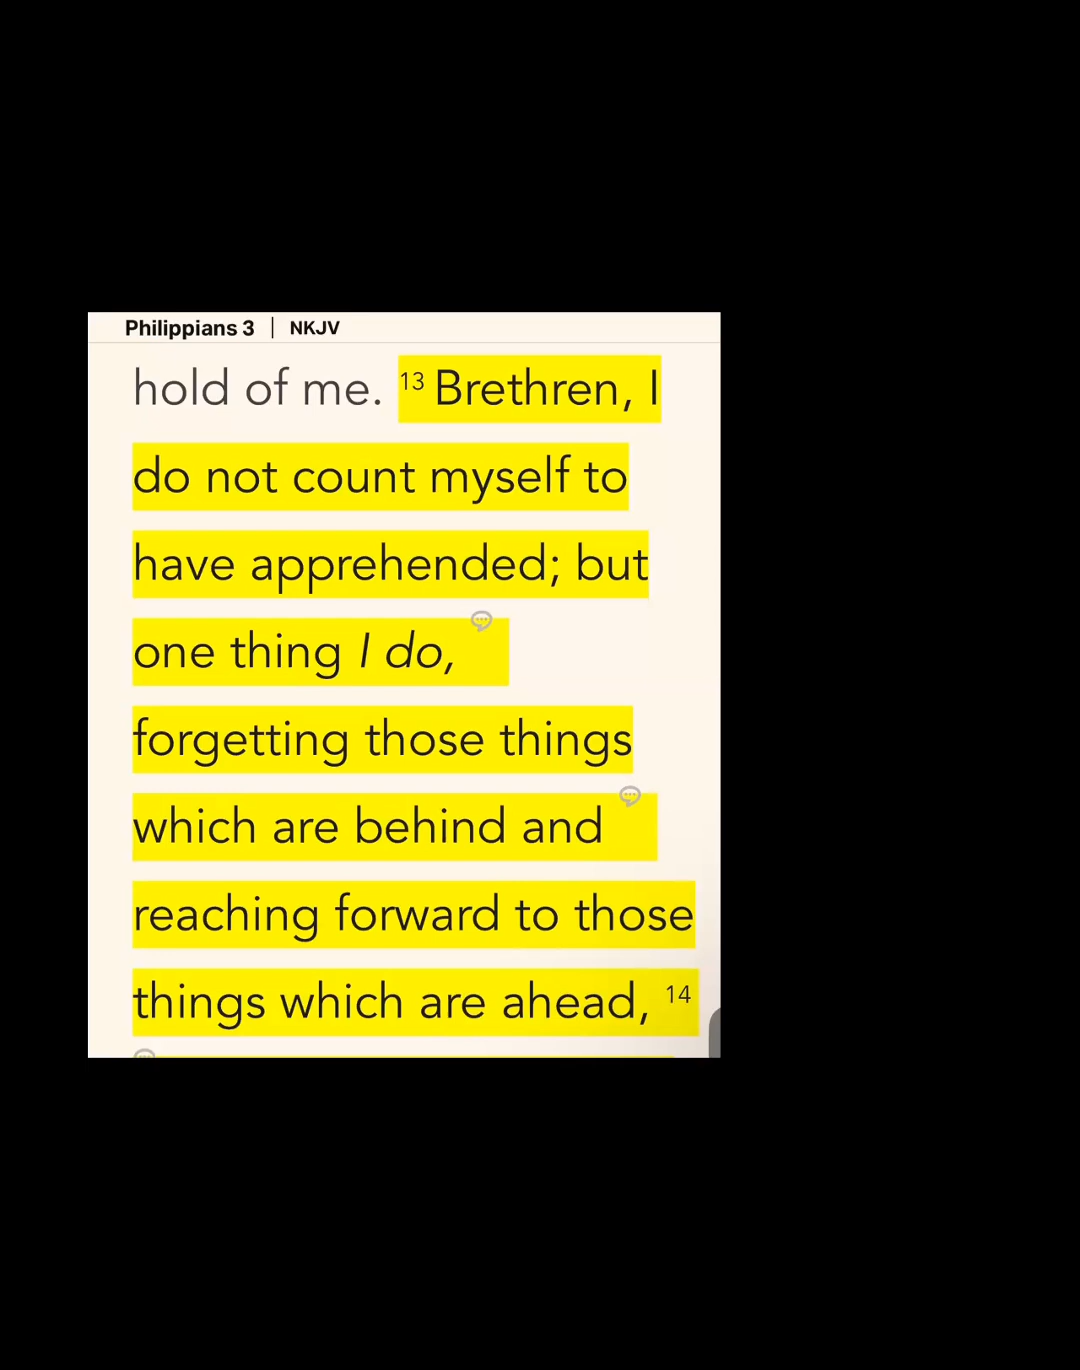 Philippians 3 | NKJV
hold of me. 13 Brethren, I
do not count myself to
have apprehended; but
one thing I do,
forgetting those things
which are behind and
reaching forward to those
things which are ahead, 14